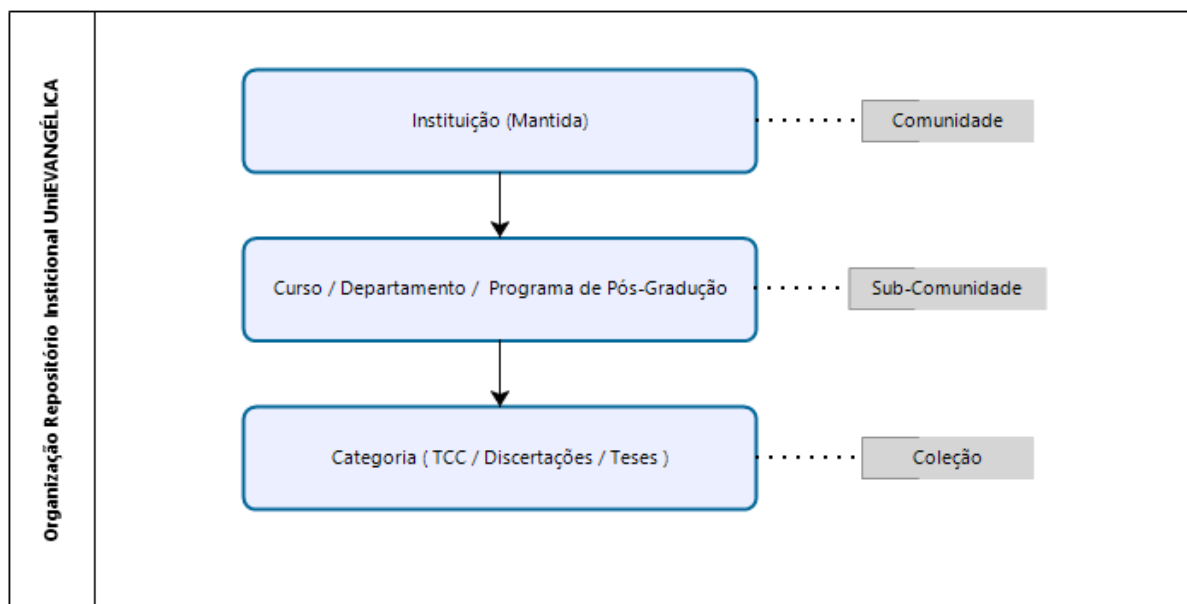 Organização Repositório Insticional UniEVANGÉLICA
Instituição (Mantida)
Comunidade
Curso / Departamento /  Programa de Pós-Gradução
Sub-Comunidade
Categoria ( TCC / Discertações / Teses )
Coleção